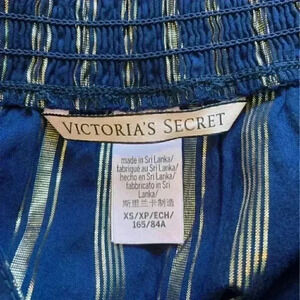 VICTORIA'S SECRET
made in Sri Lanka/
fabriqué au Sri Lanka/
hecho en Sri Lanka/
fabbricato in
Sri Lanka/
斯里兰卡制造
XS/XP/ECH/
165/84A